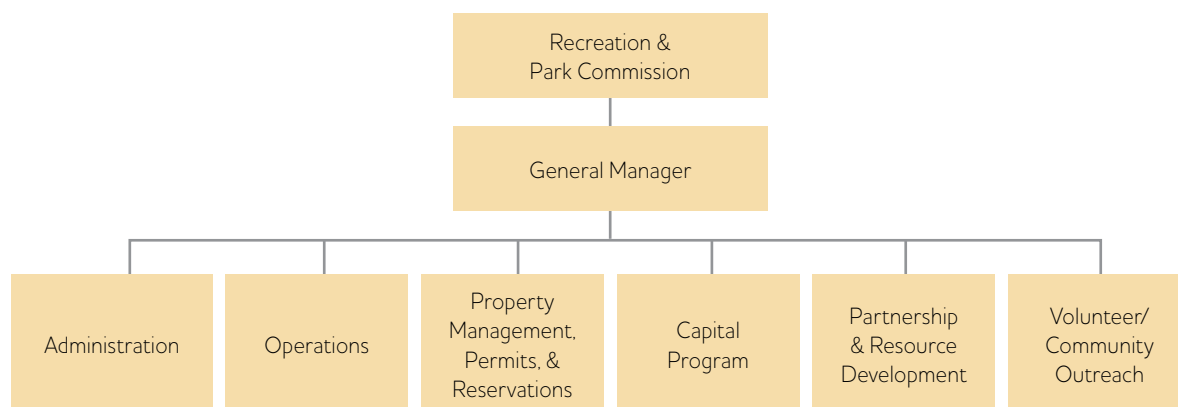 Recreation &
Park Commission
General Manager
Administration
Operations
Property
Management,
Permits, &
Reservations
Capital
Program
Partnership
& Resource
Development
Volunteer/
Community
Outreach